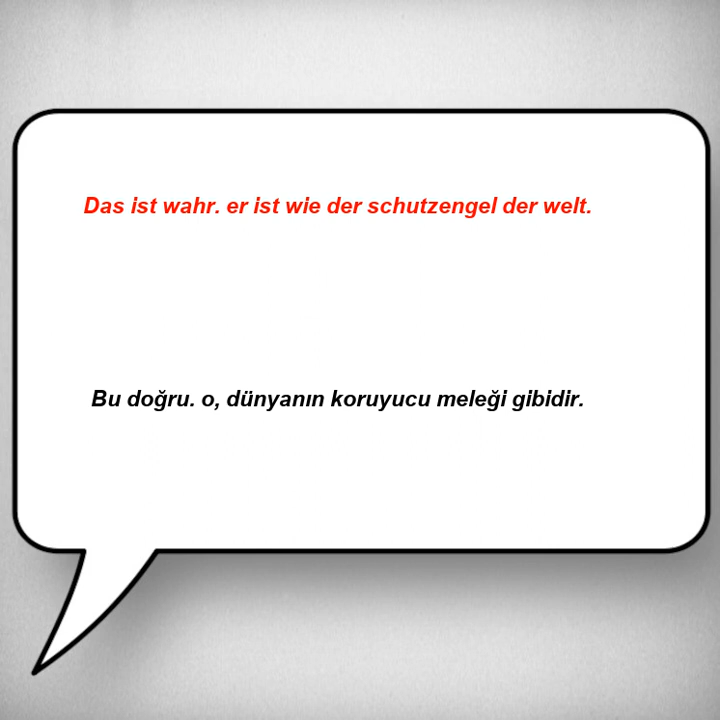 Das ist wahr. er ist wie der schutzengel der welt.
Bu doğru. o, dünyanın koruyucu meleği gibidir.